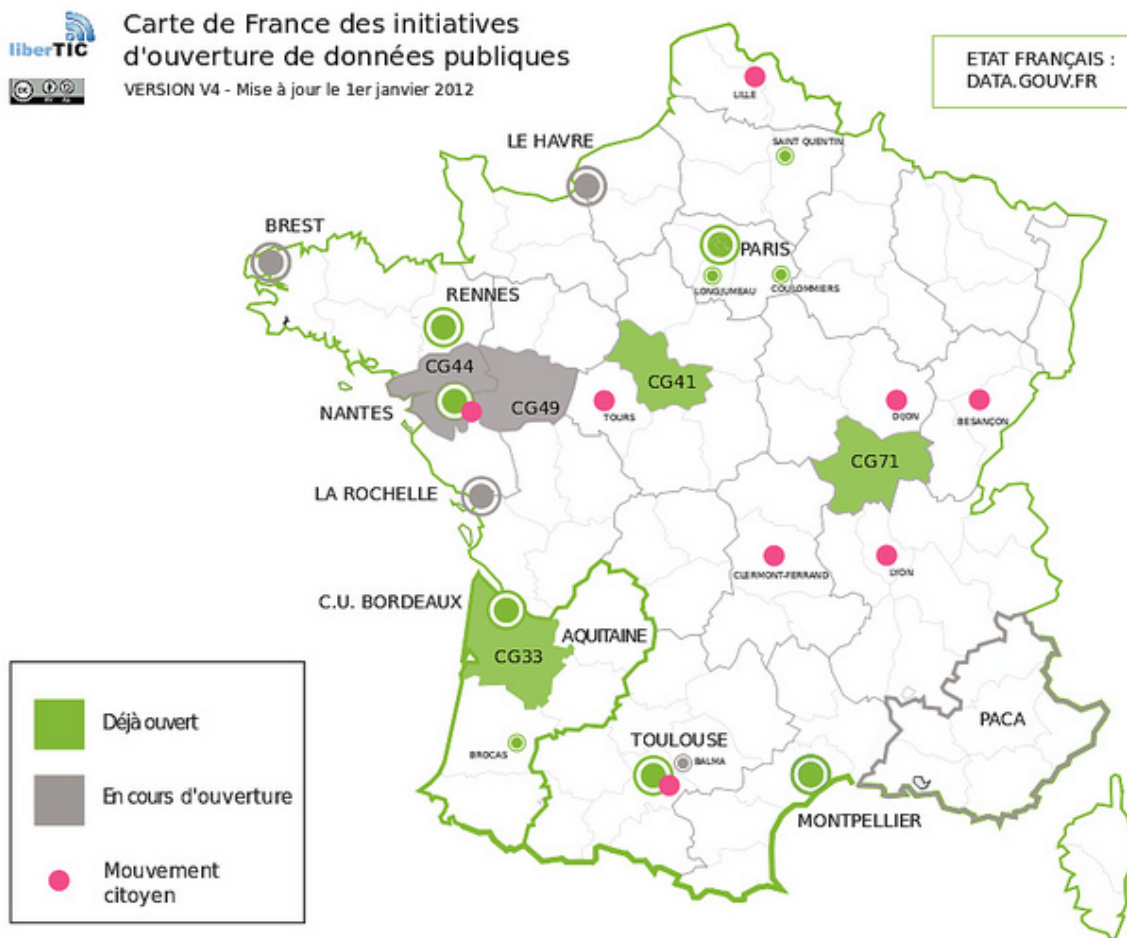 liberTIC
Carte de France des initiatives
d'ouverture de données publiques
VERSION V4 - Mise à jour le 1er janvier 2012
ETAT FRANÇAIS :
DATA.GOUV.FR
LILLE
LE HAVRE
SAINT QUENTIN
BREST
PARIS
RENNES
LONGJUMEAU
COULOMMIERS
CG44
CG41
NANTES
CG49
TOURS
DIJON
BESANÇON
CG71
LA ROCHELLE
CLERMONT-FERRAND
LYON
C.U. BORDEAUX
AQUITAINE
CG33
PACA
TOULOUSE
BROCAS
BALMA
MONTPELLIER
Déjà ouvert
En cours d'ouverture
Mouvement
citoyen